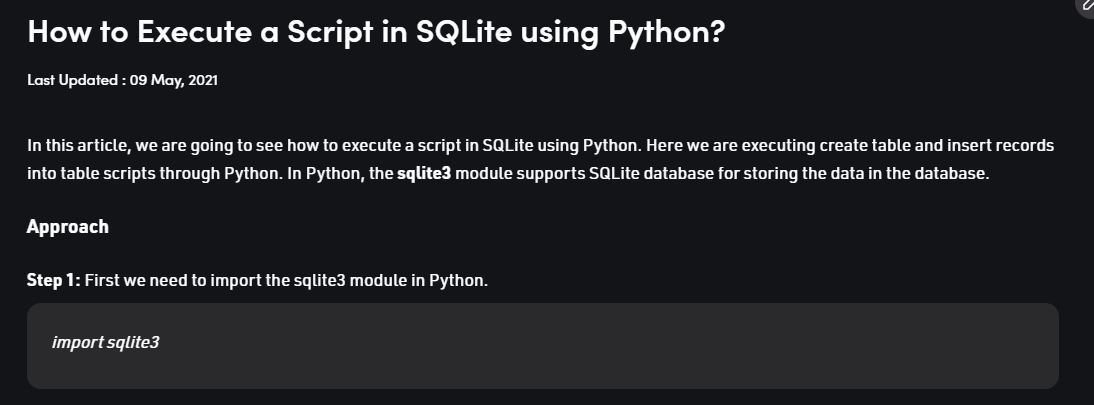 How to Execute a Script in SQLite using Python?
Last Updated : 09 May, 2021
In this article, we are going to see how to execute a script in SQLite using Python. Here we are executing create table and insert records
into table scripts through Python. In Python, the sqlite3 module supports SQLite database for storing the data in the database.
Approach
Step 1: First we need to import the sqlite3 module in Python.
import sqlite3